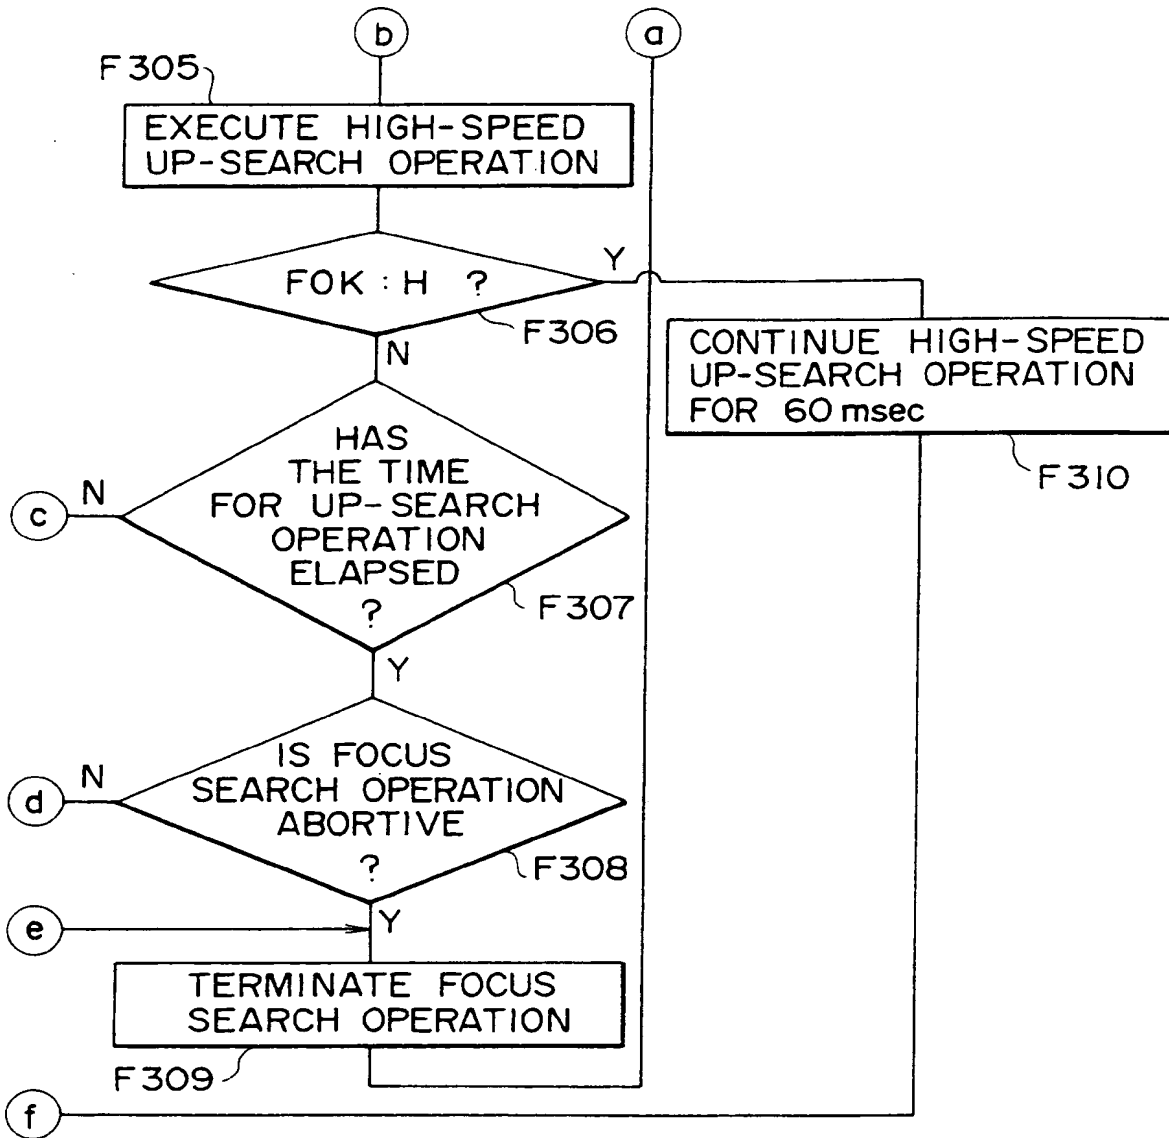 b
a
F305
EXECUTE HIGH-SPEED
UP-SEARCH OPERATION
FOK : H ?
Y
F306
N
CONTINUE HIGH-SPEED
UP-SEARCH OPERATION
FOR 60 msec
F310
HAS
THE TIME
FOR UP-SEARCH
OPERATION
ELAPSED
?
N
c
F307
Y
IS FOCUS
SEARCH OPERATION
ABORTIVE
?
N
d
F308
Y
e
TERMINATE FOCUS
SEARCH OPERATION
F309
f